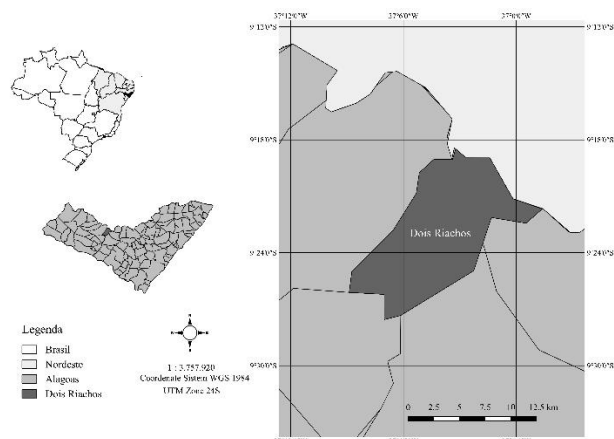 37°12'0"S
37°6'0"S
37°0'0"S
9°13'0"S
9°13'0"S
9°18'0"S
9°18'0"S
Dois Riachos
9°24'0"S
9°24'0"S
9°30'0"S
9°30'0"S
Legenda
Brasil
Nordeste
Alagoas
Dois Riachos
1 : 3.757.920
Coordenate Sistem WGS 1984
UTM Zone 24S
0 2.5 5 7.5 10 12.5 km